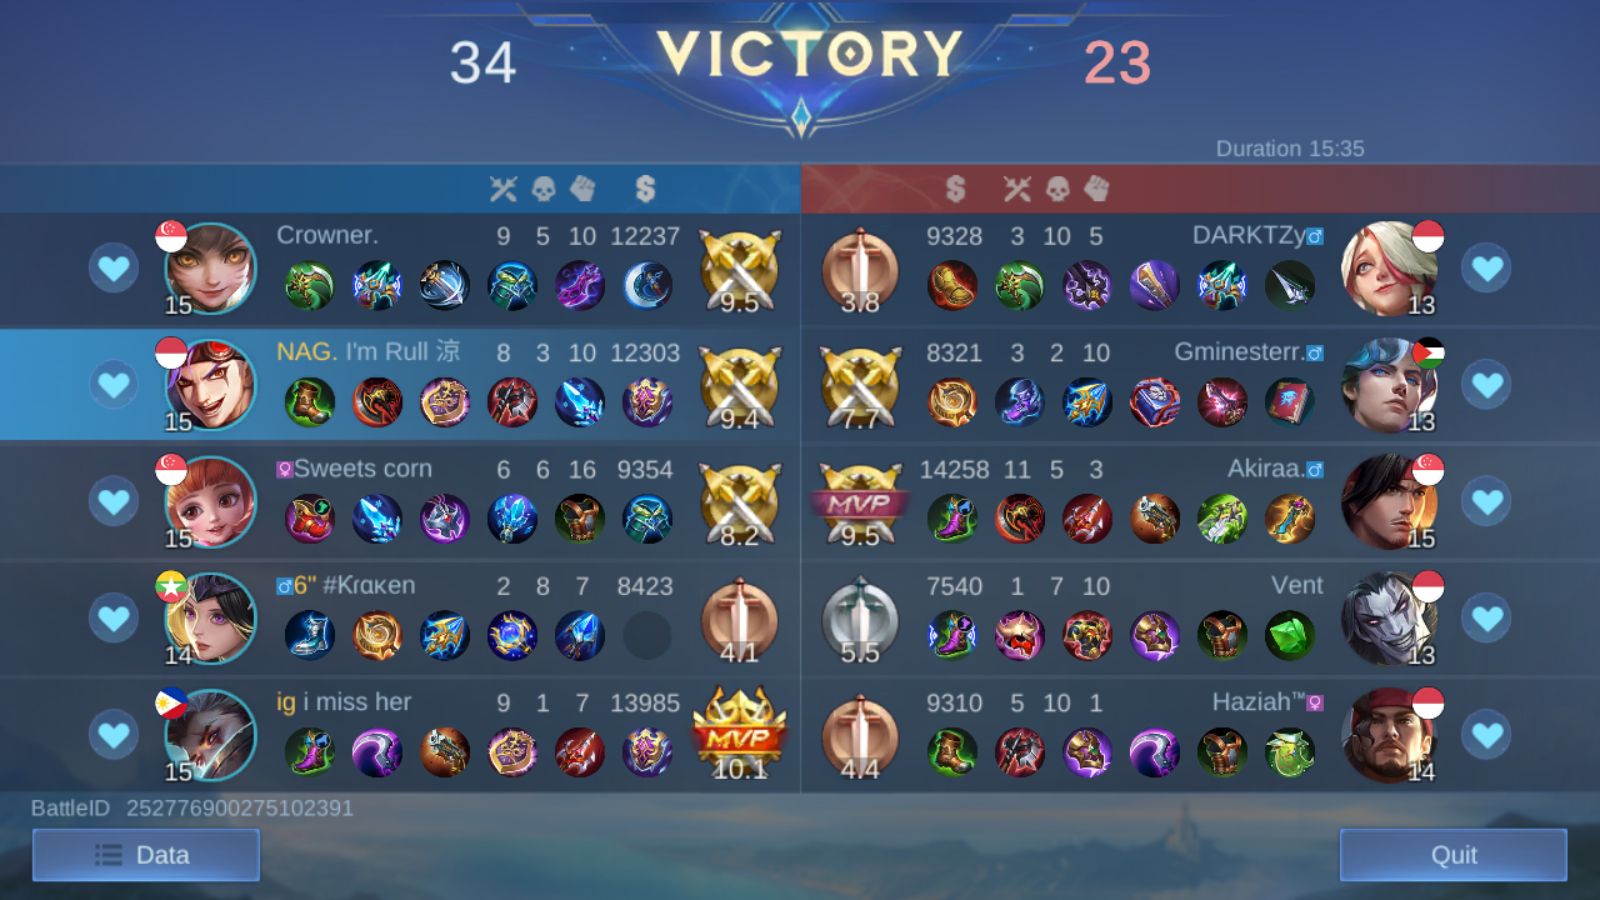 34 VICTORY 23
Duration 15:35
Crowner. 9 5 10 12237 9.5 15
3.8 9328 3 10 5 DARKTZy 13
NAG. I'm Rull 涼 8 3 10 12303 9.4 15
7.7 8321 3 2 10 Gminesterr. 13
Sweets corn 6 6 16 9354 8.2 15
MVP 9.5 14258 11 5 3 Akiraa. 15
6" #Kraĸen 2 8 7 8423 4.1 14
5.5 7540 1 7 10 Vent 13
ig i miss her 9 1 7 13985 MVP 10.1 15
4.4 9310 5 10 1 Haziah™ 14
BattleID 252776900275102391
Data
Quit